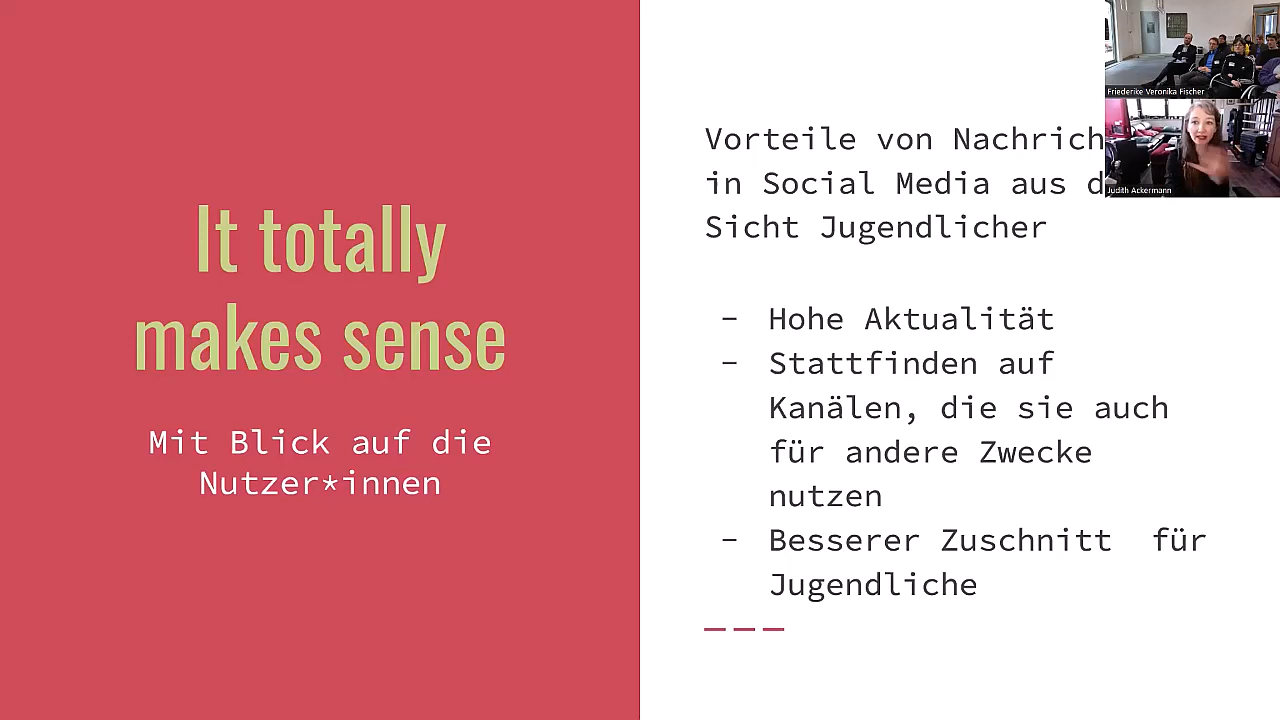 It totally
makes sense
Mit Blick auf die
Nutzer*innen
Vorteile von Nachrich
in Social Media aus d
Sicht Jugendlicher
- Hohe Aktualität
- Stattfinden auf
Kanälen, die sie auch
für andere Zwecke
nutzen
- Besserer Zuschnitt für
Jugendliche
Friederike Veronika Fischer
Judith Ackermann